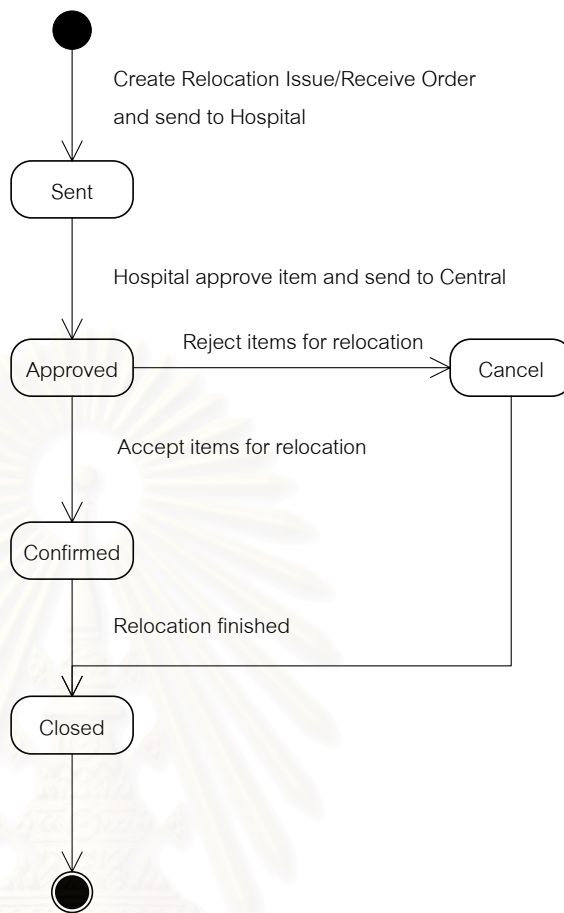 Create Relocation Issue/Receive Order
and send to Hospital
Sent
Hospital approve item and send to Central
Reject items for relocation
Approved
Cancel
Accept items for relocation
Confirmed
Relocation finished
Closed